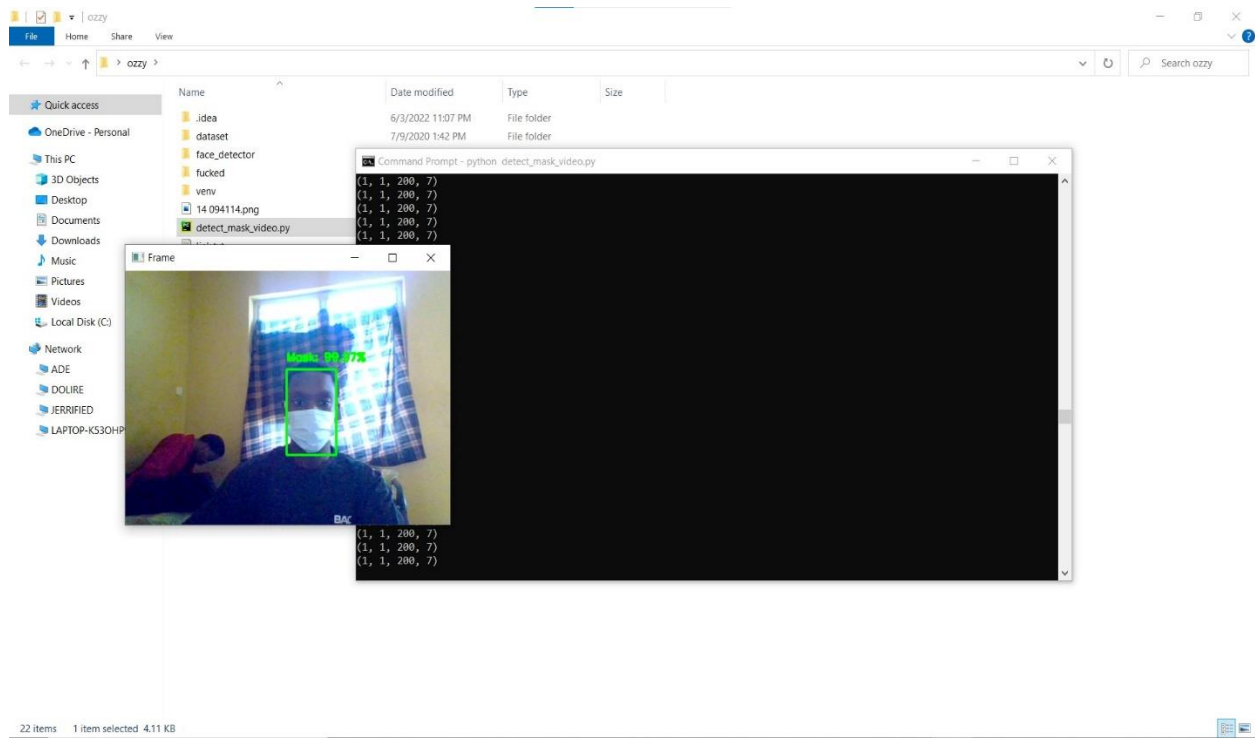 ozzy
File Home Share View
ozzy
Search ozzy
Name Date modified Type Size
Quick access
OneDrive - Personal
This PC
3D Objects
Desktop
Documents
Downloads
Music
Pictures
Videos
Local Disk (C:)
Network
ADE
DOLIRE
JERRIFIED
LAPTOP-K53OHP
.idea 6/3/2022 11:07 PM File folder
dataset 7/9/2020 1:42 PM File folder
face_detector
fucked
venv
14 094114.png
detect_mask_video.py
Command Prompt - python detect_mask_video.py
(1, 1, 200, 7)
(1, 1, 200, 7)
(1, 1, 200, 7)
(1, 1, 200, 7)
(1, 1, 200, 7)
Frame
Mask: 99.97%
BAC
(1, 1, 200, 7)
(1, 1, 200, 7)
(1, 1, 200, 7)
22 items 1 item selected 4.11 KB